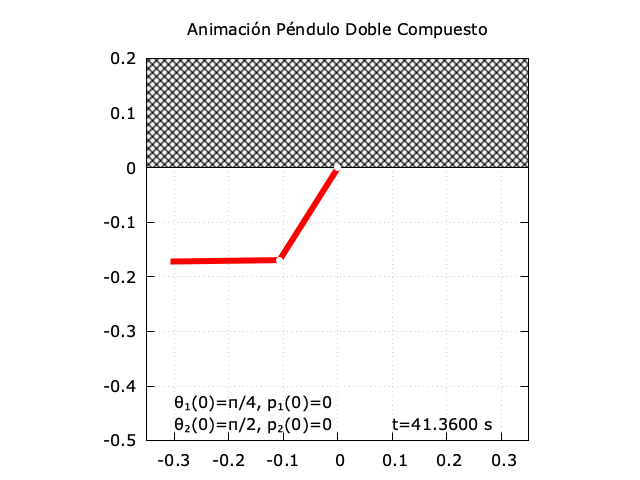 Animación Péndulo Doble Compuesto
0.2
0.1
0
-0.1
-0.2
-0.3
-0.4
-0.5
θ₁(0)=π/4, p₁(0)=0
θ₂(0)=π/2, p₂(0)=0
t=41.3600 s
-0.3 -0.2 -0.1 0 0.1 0.2 0.3